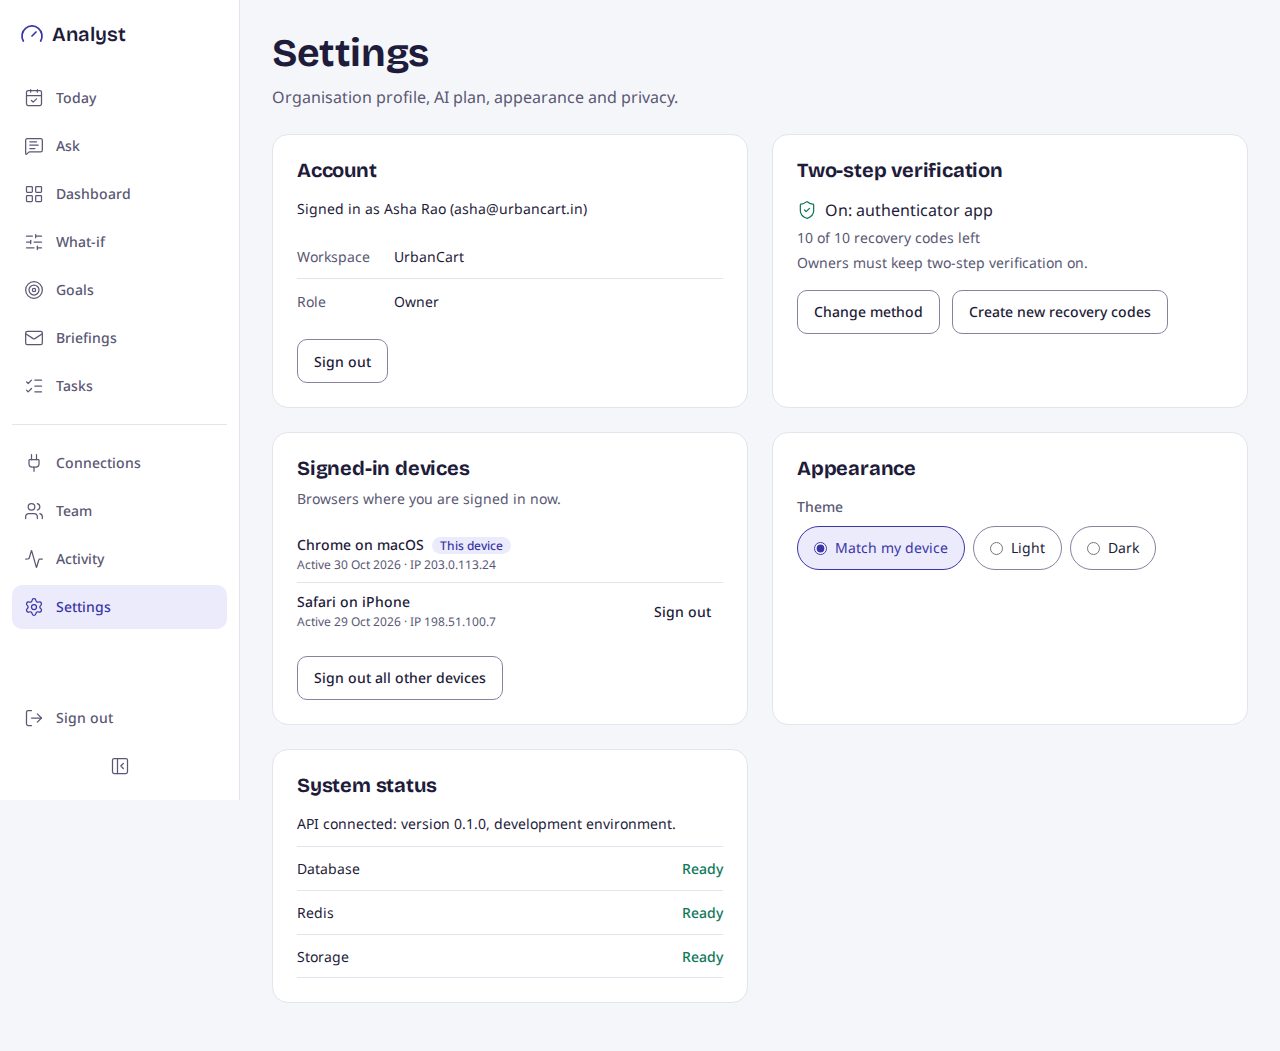 Analyst
Today
Ask
Dashboard
What-if
Goals
Briefings
Tasks
Connections
Team
Activity
Settings
Sign out
Settings
Organisation profile, AI plan, appearance and privacy.
Account
Signed in as Asha Rao (asha@urbancart.in)
Workspace UrbanCart
Role Owner
Sign out
Two-step verification
On: authenticator app
10 of 10 recovery codes left
Owners must keep two-step verification on.
Change method Create new recovery codes
Signed-in devices
Browsers where you are signed in now.
Chrome on macOS This device
Active 30 Oct 2026 · IP 203.0.113.24
Safari on iPhone
Active 29 Oct 2026 · IP 198.51.100.7
Sign out
Sign out all other devices
Appearance
Theme
Match my device Light Dark
System status
API connected: version 0.1.0, development environment.
Database Ready
Redis Ready
Storage Ready